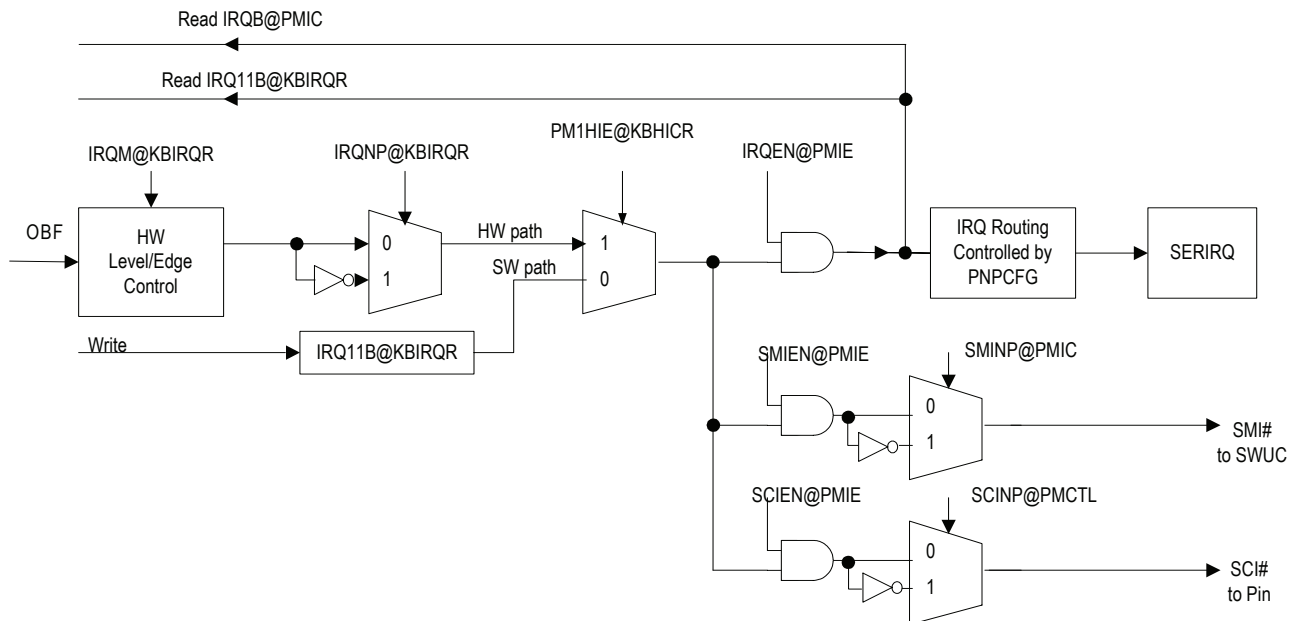 Read IRQB@PMIC
Read IRQ11B@KBIRQR
PM1HIE@KBHICR
IRQM@KBIRQR
IRQNP@KBIRQR
IRQEN@PMIE
OBF
HW
Level/Edge
Control
0
1
HW path
SW path
1
0
IRQ Routing
Controlled by
PNPCFG
SERIRQ
Write
IRQ11B@KBIRQR
SMIEN@PMIE
SMINP@PMIC
0
1
SMI#
to SWUC
SCIEN@PMIE
SCINP@PMCTL
0
1
SCI#
to Pin